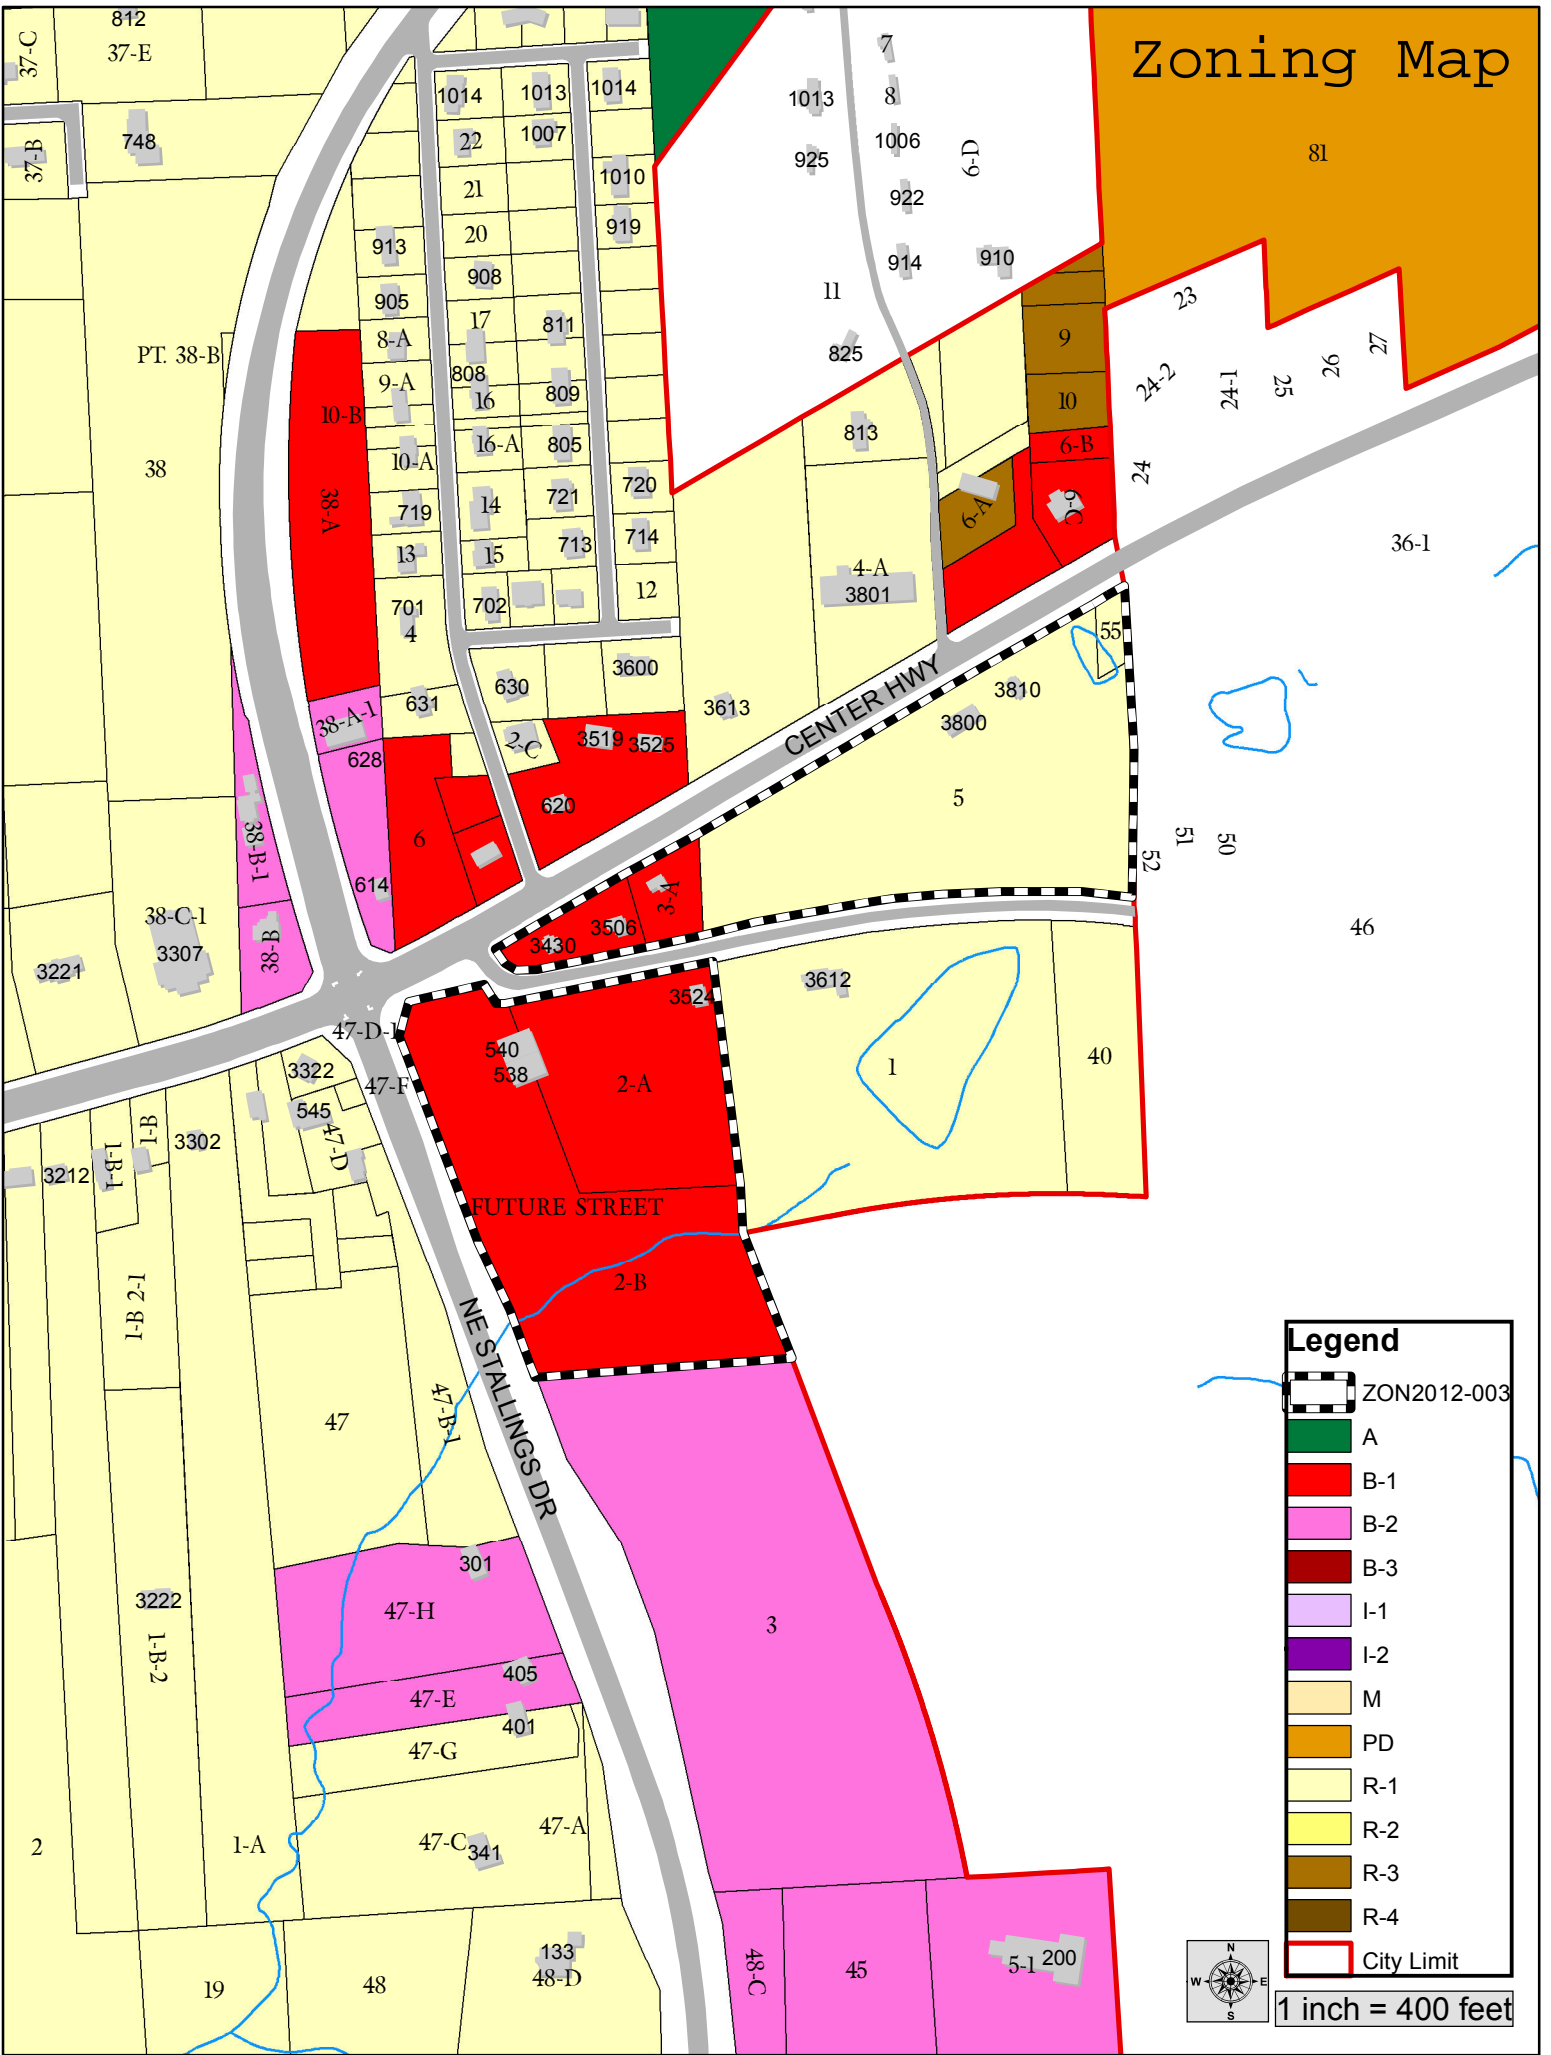 Zoning Map
812
37-C
37-E
7
1014
1013
1014
1013
8
748
22
1007
925
1006
6-D
81
37-B
21
1010
922
913
20
919
914
910
908
905
11
23
17
811
PT. 38-B
8-A
825
9
27
808
26
9-A
16
809
24-2
24-1
25
10-B
10
813
16-A
805
6-B
10-A
38
24
720
38-A
719
14
721
6-A
6-C
714
713
36-1
13
15
4-A
12
3801
702
701
4
55
3600
630
CENTER HWY
3810
631
3613
38-A-1
3800
2-C
3519
3525
628
5
620
6
51
50
38-B-1
52
614
3-A
38-C-1
3506
46
3430
38-B
3307
3221
3612
3524
47-D-1
540
40
3322
538
2-A
1
47-F
545
1-B
3302
47-D
1-B-1
3212
FUTURE STREET
2-B
1-B 2-1
NE STALLINGS DR
47
47-B-1
301
3222
47-H
3
1-B-2
405
47-E
401
47-G
47-A
2
1-A
47-C
341
133
48-D
48-C
45
5-1
200
19
48
Legend
ZON2012-003
A
B-1
B-2
B-3
I-1
I-2
M
PD
R-1
R-2
R-3
R-4
City Limit
N
W
E
S
1 inch = 400 feet